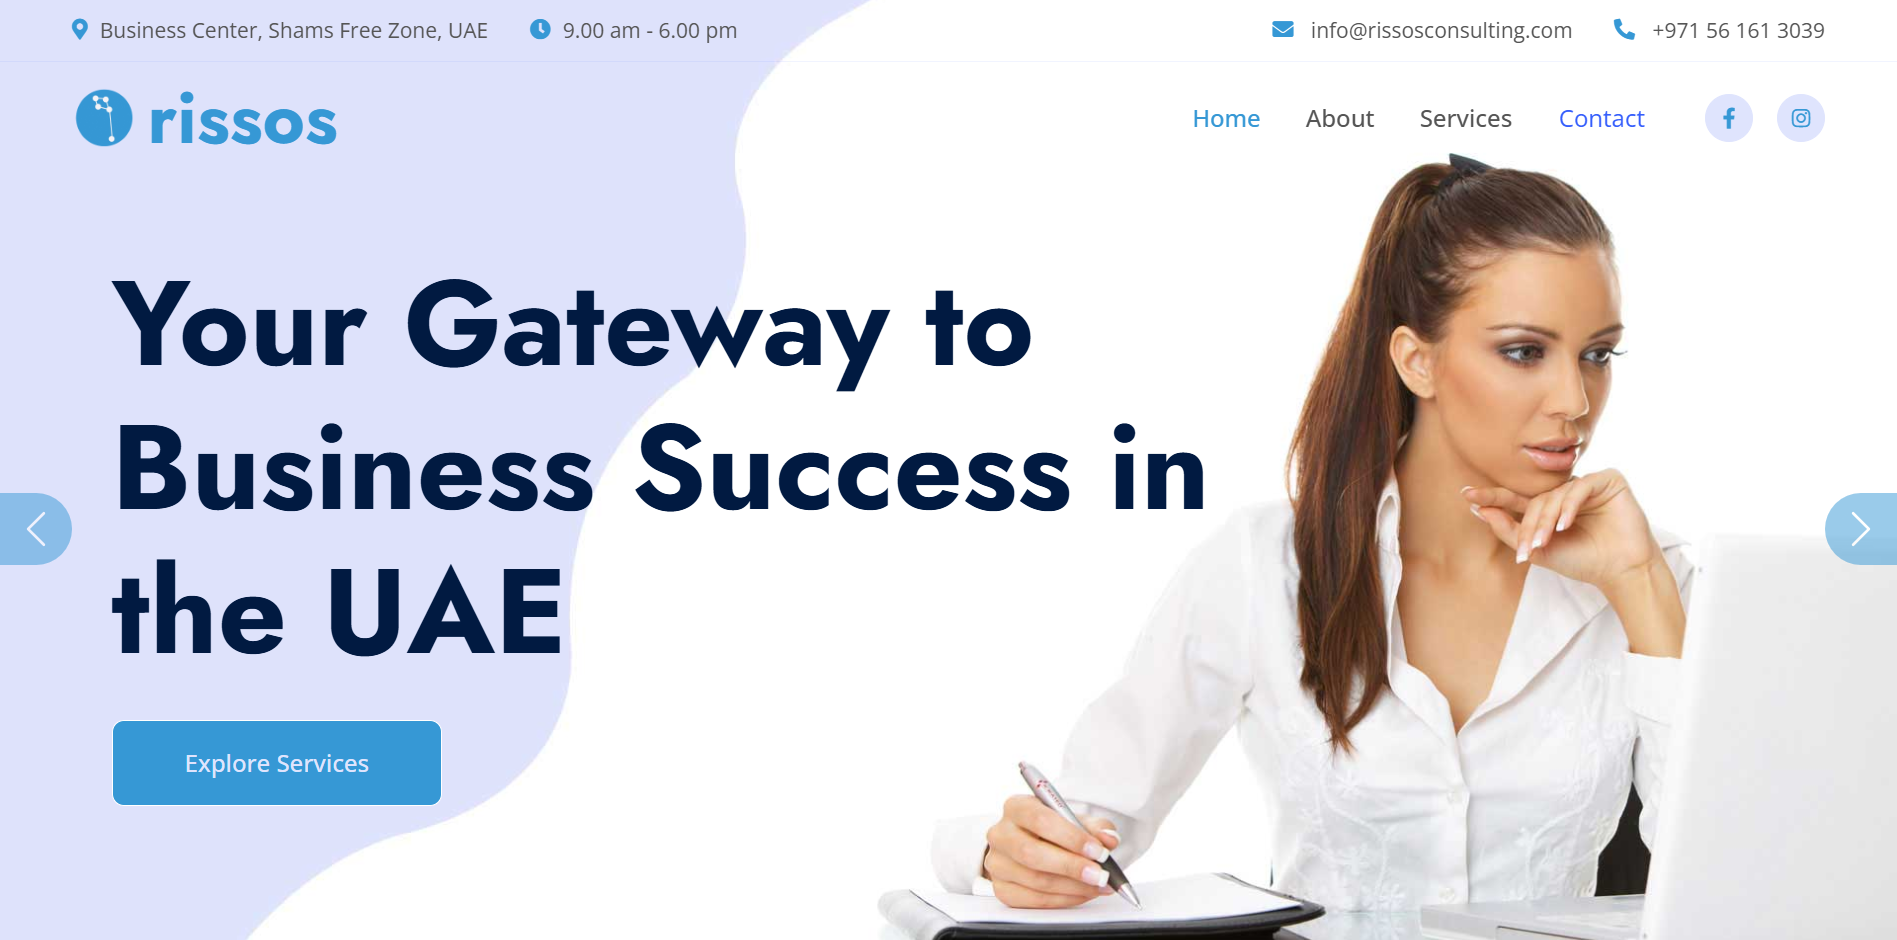 Business Center, Shams Free Zone, UAE
9.00 am - 6.00 pm
info@rissosconsulting.com
+971 56 161 3039
rissos
Home
About
Services
Contact
Your Gateway to
Business Success in
the UAE
Explore Services